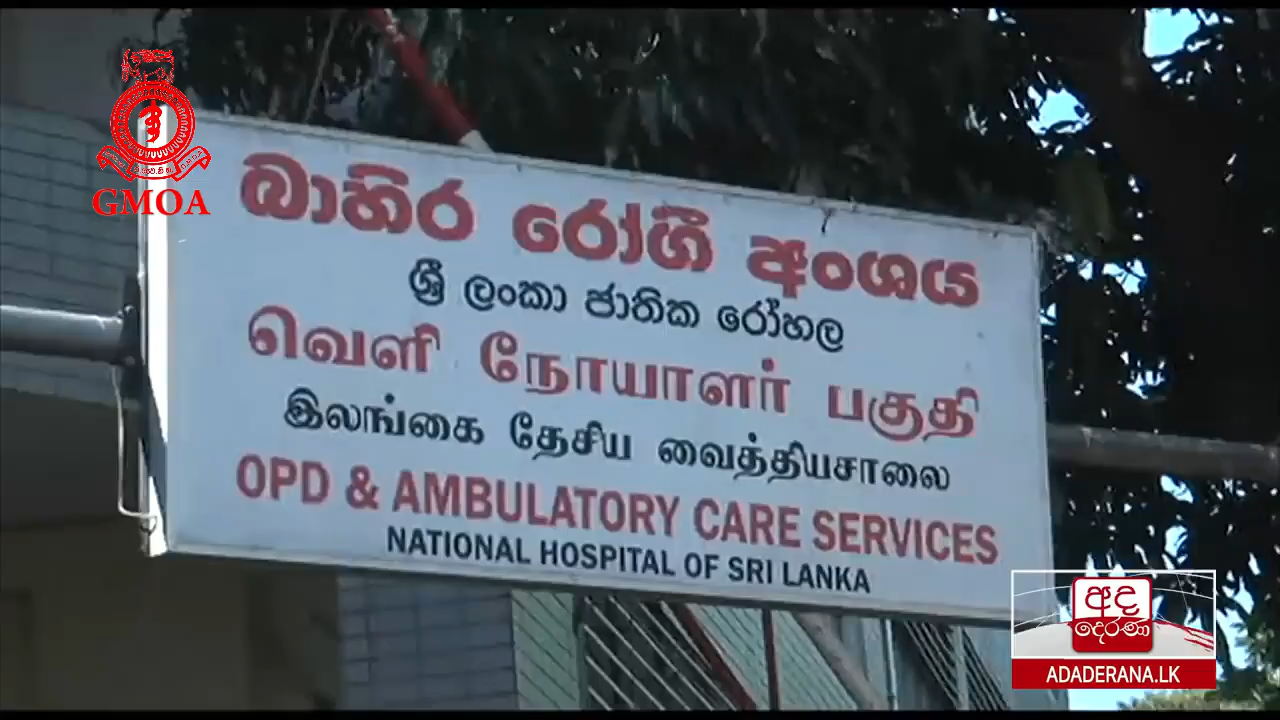 GMOA
බාහිර රෝගී අංශය
ශ්‍රී ලංකා ජාතික රෝහල
வெளி நோயாளர் பகுதி
இலங்கை தேசிய வைத்தியசாலை
OPD & AMBULATORY CARE SERVICES
NATIONAL HOSPITAL OF SRI LANKA
අද
දෙරණ
ADADERANA.LK